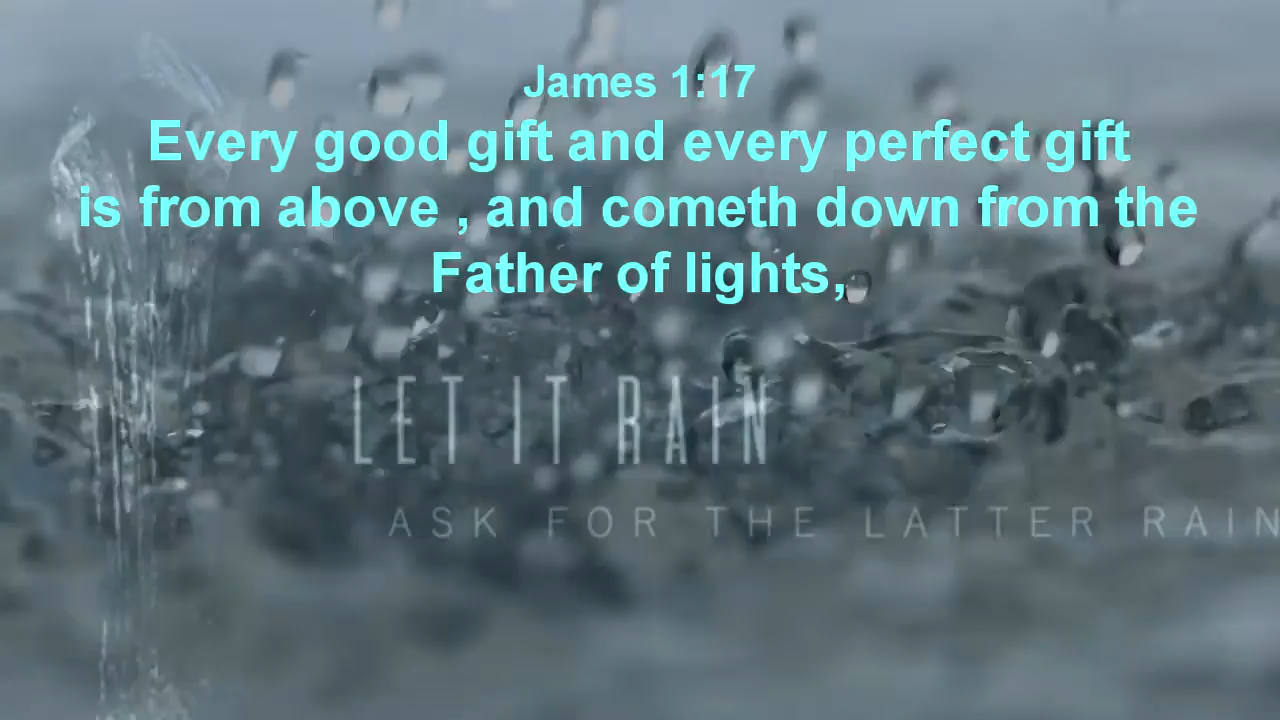 James 1:17
Every good gift and every perfect gift
is from above , and cometh down from the
Father of lights,
LET IT RAIN
ASK FOR THE LATTER RAIN